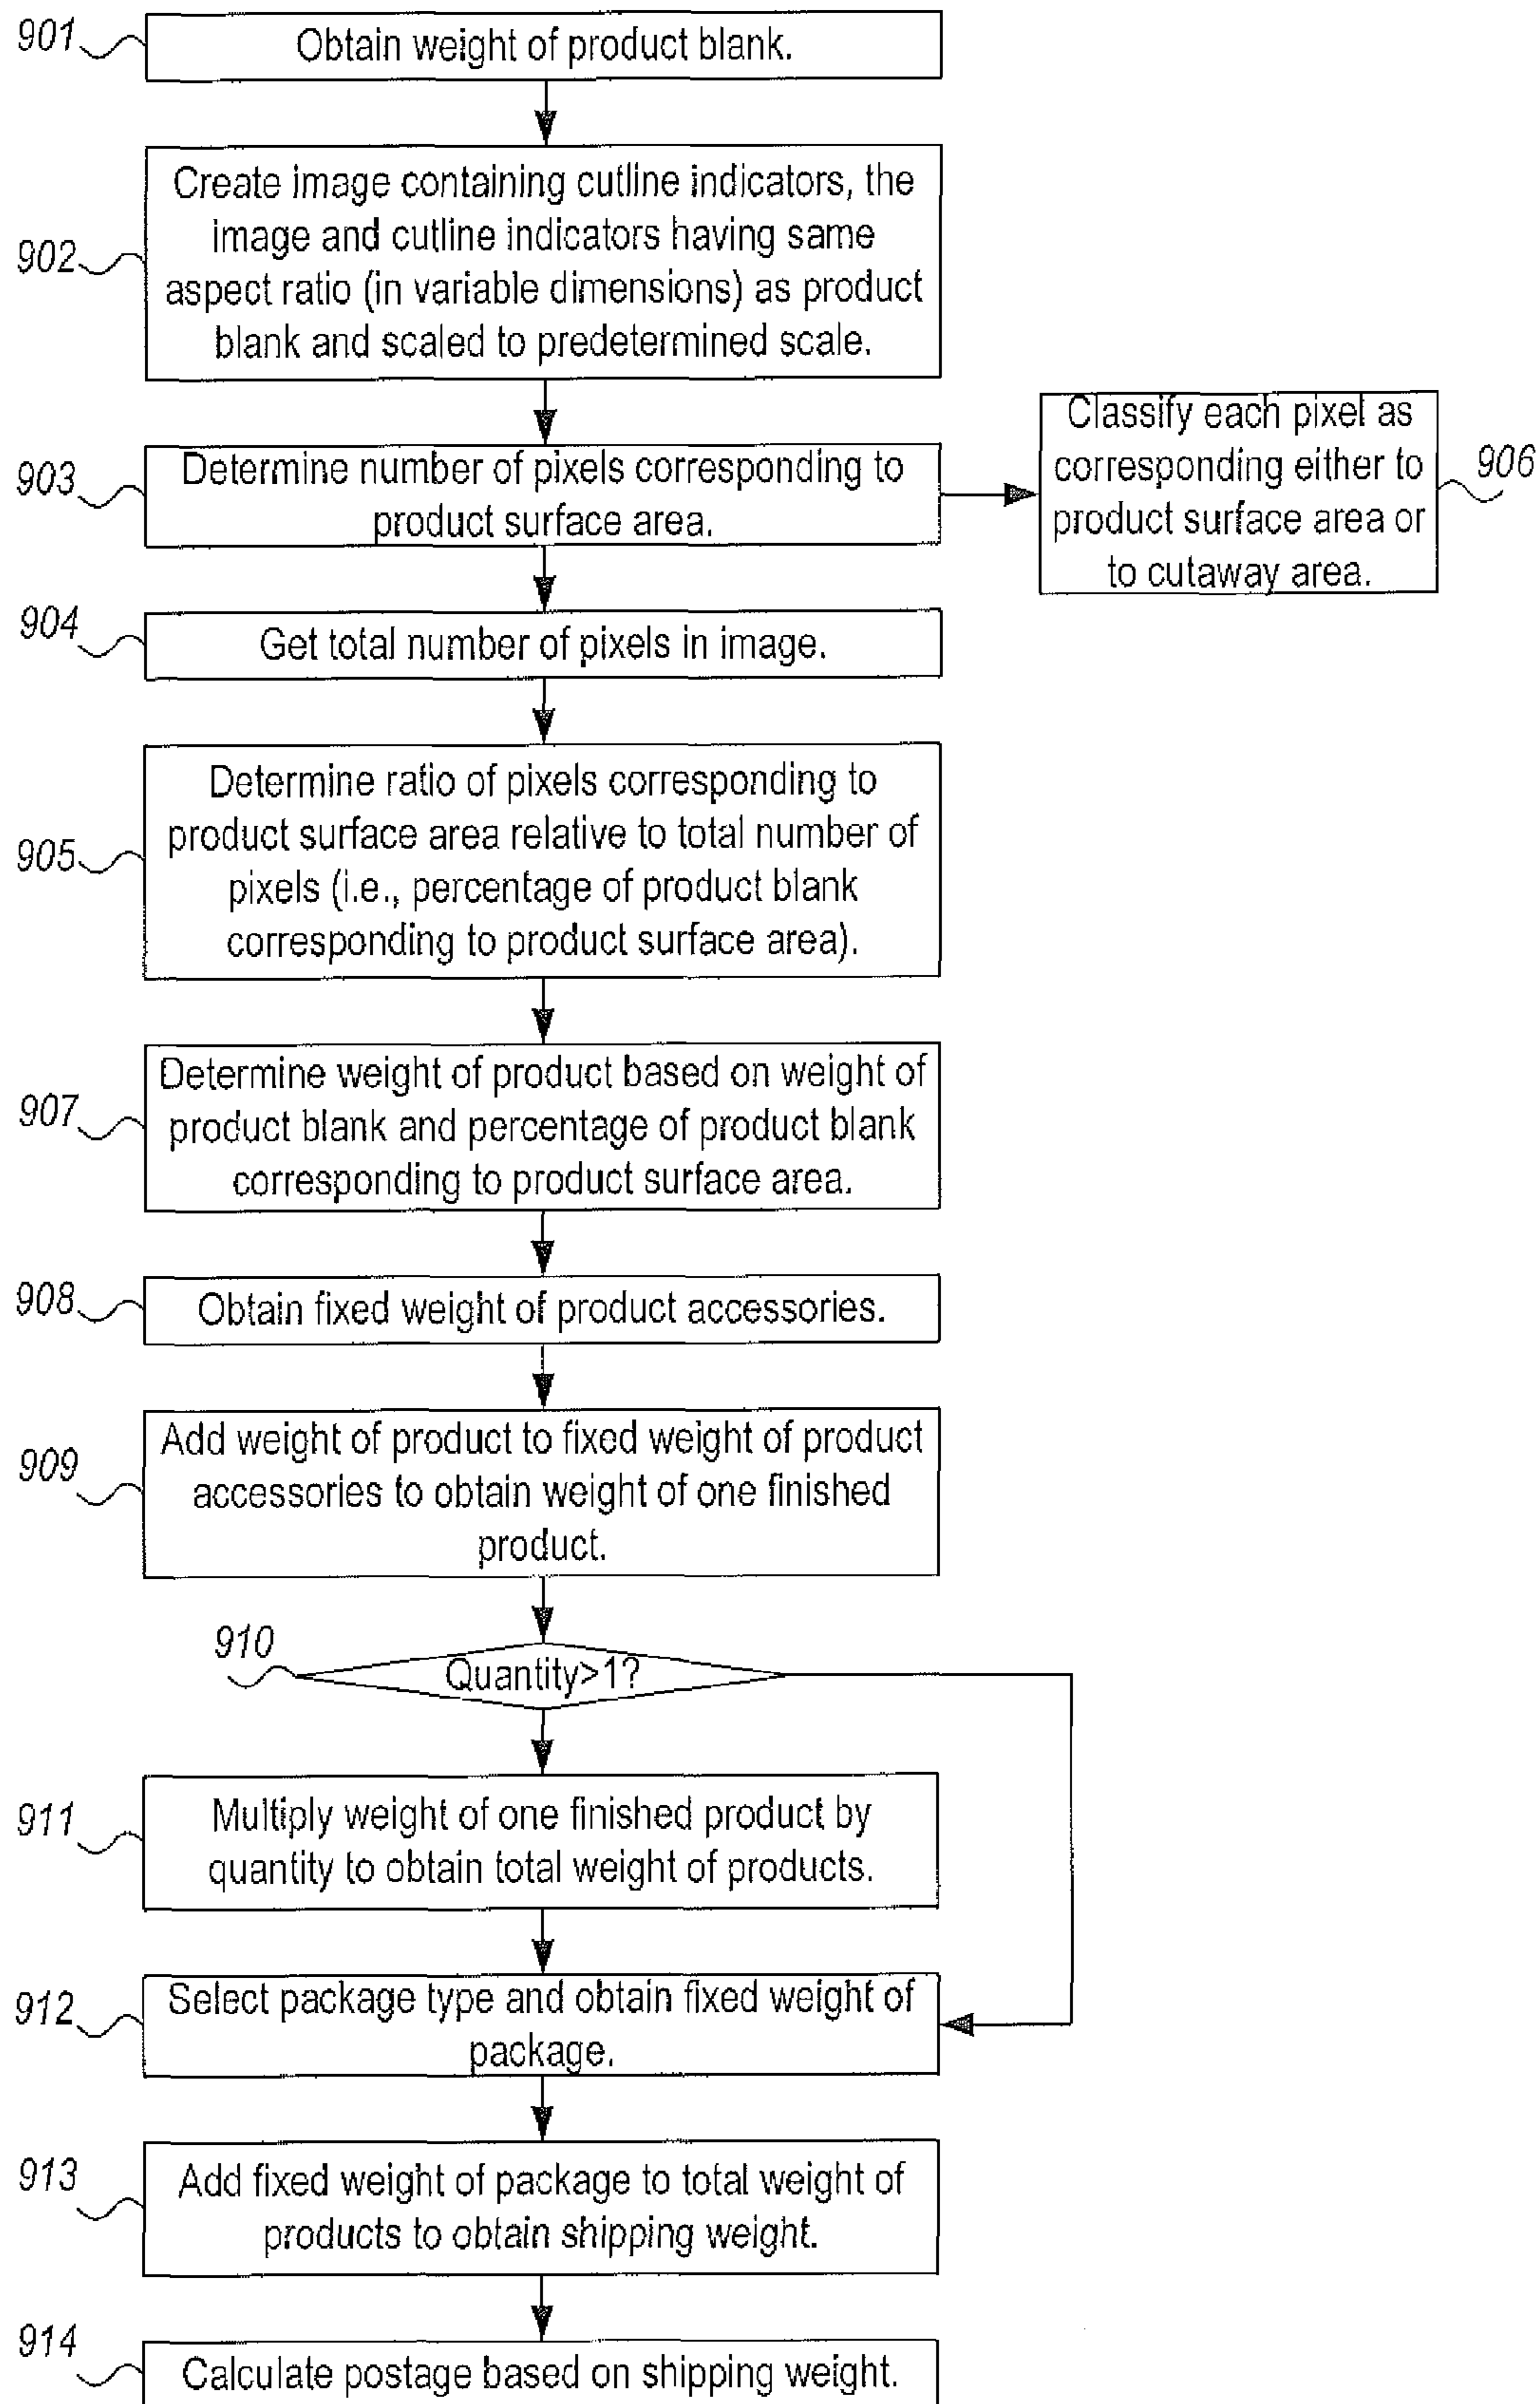 901
Obtain weight of product blank.
902
Create image containing cutline indicators, the
image and cutline indicators having same
aspect ratio (in variable dimensions) as product
blank and scaled to predetermined scale.
903
Determine number of pixels corresponding to
product surface area.
Classify each pixel as
corresponding either to
product surface area or
to cutaway area.
906
904
Get total number of pixels in image.
905
Determine ratio of pixels corresponding to
product surface area relative to total number of
pixels (i.e., percentage of product blank
corresponding to product surface area).
907
Determine weight of product based on weight of
product blank and percentage of product blank
corresponding to product surface area.
908
Obtain fixed weight of product accessories.
909
Add weight of product to fixed weight of product
accessories to obtain weight of one finished
product.
910
Quantity>1?
911
Multiply weight of one finished product by
quantity to obtain total weight of products.
912
Select package type and obtain fixed weight of
package.
913
Add fixed weight of package to total weight of
products to obtain shipping weight.
914
Calculate postage based on shipping weight.